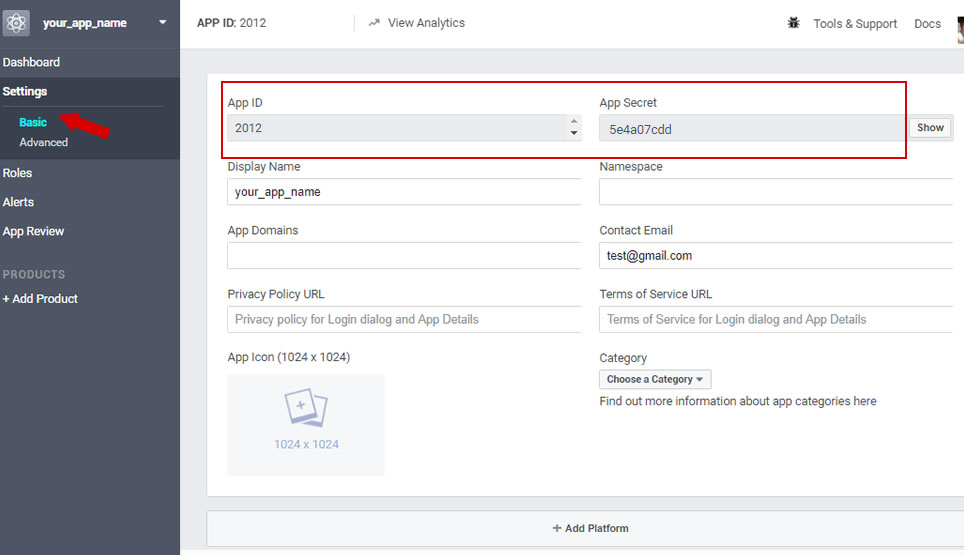 your_app_name
APP ID: 2012
View Analytics
Tools & Support
Docs
Dashboard
Settings
Basic
Advanced
Roles
Alerts
App Review
PRODUCTS
+ Add Product
App ID
App Secret
2012
5e4a07cdd
Show
Display Name
Namespace
your_app_name
App Domains
Contact Email
test@gmail.com
Privacy Policy URL
Terms of Service URL
Privacy policy for Login dialog and App Details
Terms of Service for Login dialog and App Details
App Icon (1024 x 1024)
Category
Choose a Category
Find out more information about app categories here
1024 x 1024
+ Add Platform